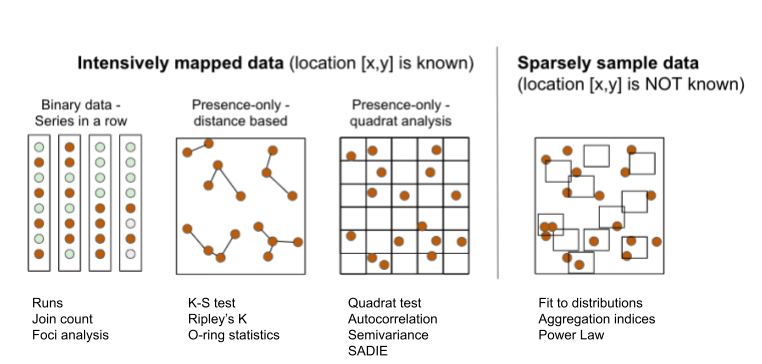 Intensively mapped data (location [x,y] is known)
Sparsely sample data
(location [x,y] is NOT known)
Binary data -
Series in a row
Presence-only -
distance based
Presence-only -
quadrat analysis
Runs
Join count
Foci analysis
K-S test
Ripley's K
O-ring statistics
Quadrat test
Autocorrelation
Semivariance
SADIE
Fit to distributions
Aggregation indices
Power Law